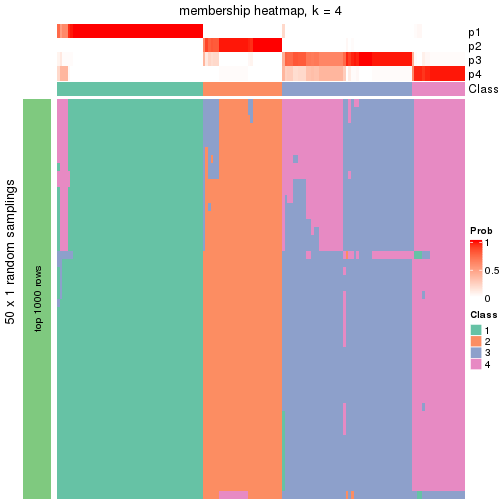 membership heatmap, k = 4
p1
p2
p3
p4
Class
50 x 1 random samplings
top 1000 rows
Prob
1
0.5
0
Class
1
2
3
4